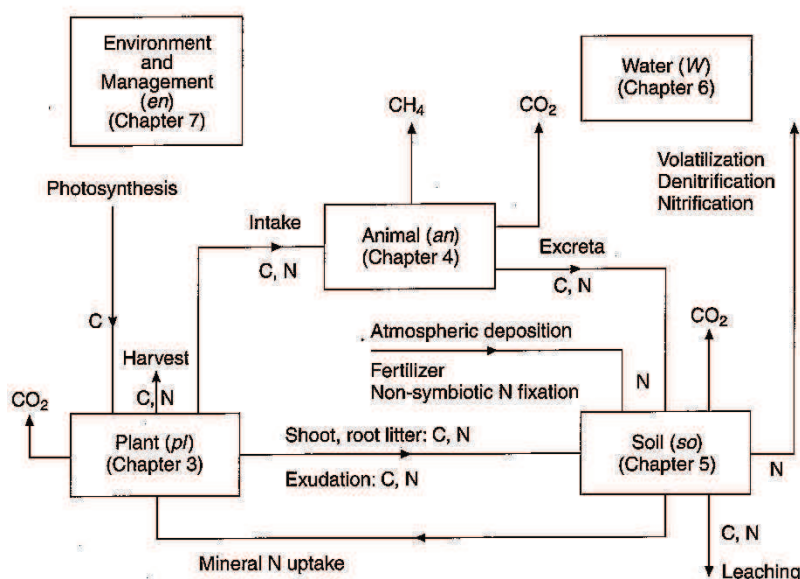 Environment
and
Management
(en)
(Chapter 7)
Water (W)
(Chapter 6)
CH4
CO2
Volatilization
Denitrification
Nitrification
Photosynthesis
Intake
C, N
Animal (an)
(Chapter 4)
Excreta
C, N
C
Harvest
C, N
Atmospheric deposition
Fertilizer
Non-symbiotic N fixation
N
CO2
CO2
Plant (pl)
(Chapter 3)
Shoot, root litter: C, N
Exudation: C, N
Soil (so)
(Chapter 5)
N
C, N
Leaching
Mineral N uptake